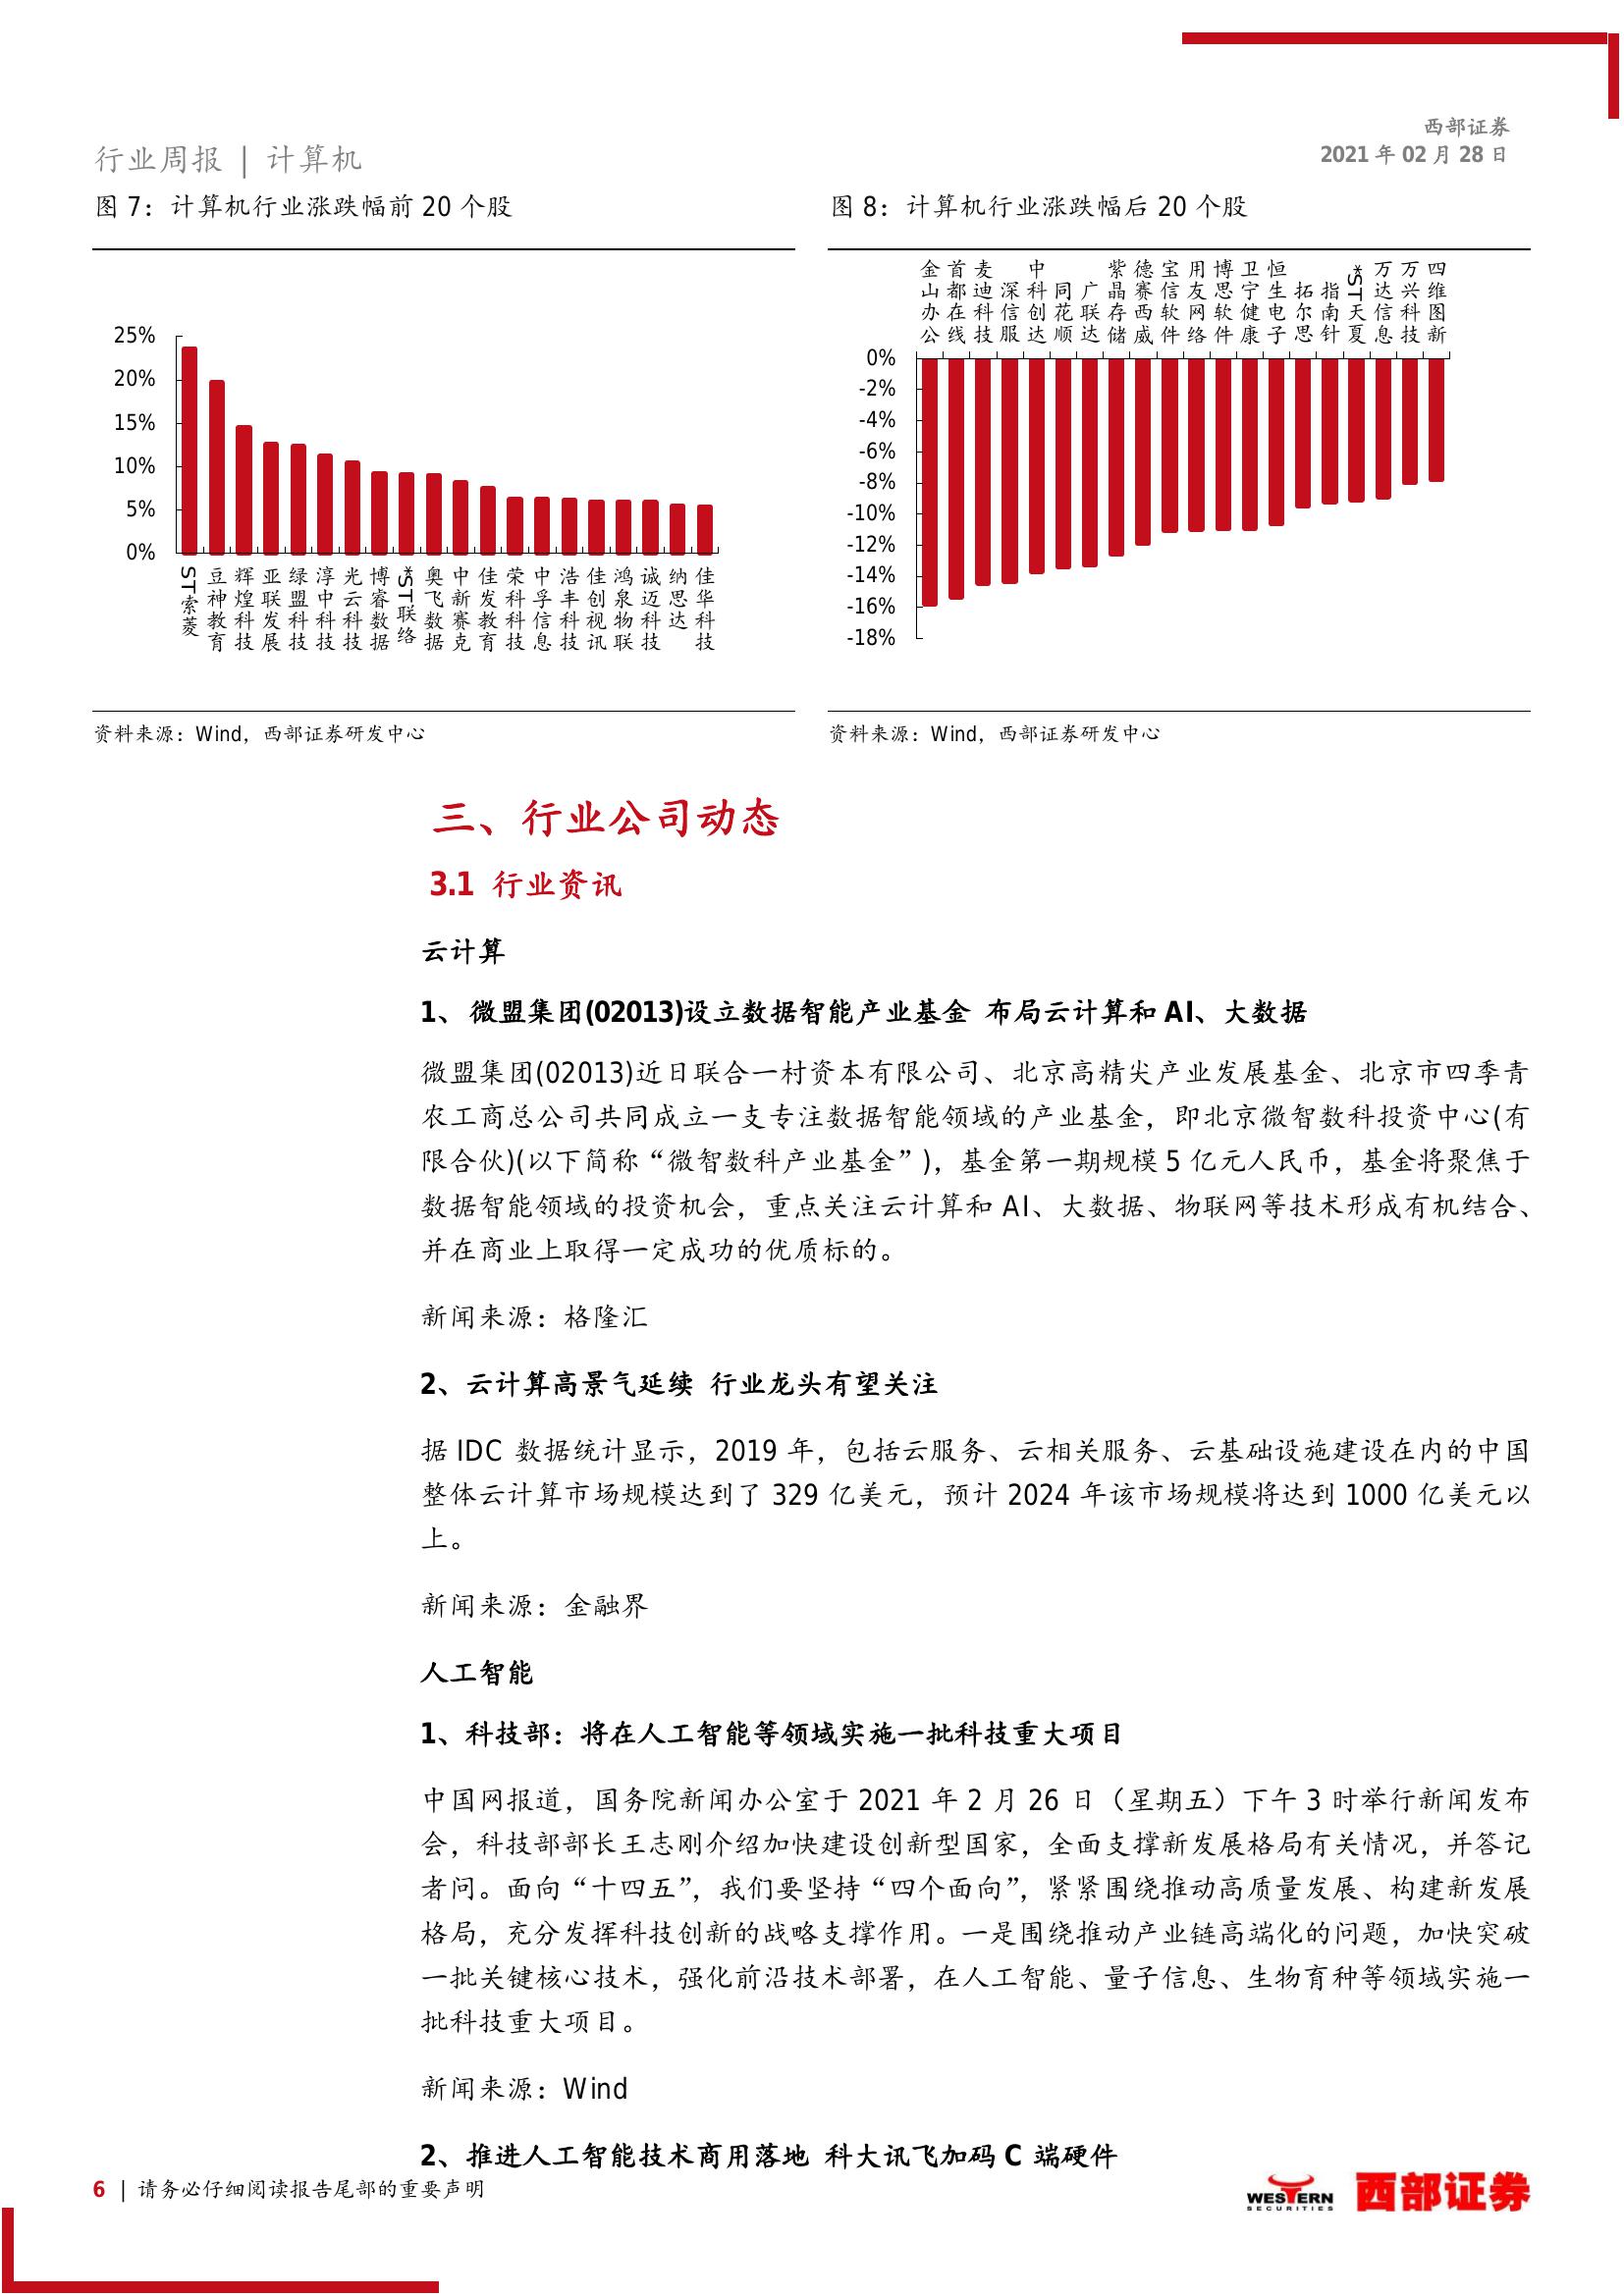 西部证券
2021 年 02 月 28 日
行业周报 | 计算机
图 7：计算机行业涨跌幅前 20 个股
25%
20%
15%
10%
5%
0%
ST索菱
豆神教育
辉煌科技
亚联发展
绿盟科技
淳中科技
光云科技
博睿数据
*ST联络
奥飞数据
中新赛克
佳发教育
荣科科技
中孚信息
浩丰科技
佳创视讯
鸿泉物联
诚迈科技
纳思达
佳华科技
资料来源：Wind，西部证券研发中心
图 8：计算机行业涨跌幅后 20 个股
金山办公
首都在线
麦迪科技
深信服
中科创达
同花顺
广联达
紫晶存储
德赛西威
宝信软件
用友网络
博思软件
卫宁健康
恒生电子
拓尔思
指南针
*ST天夏
万达信息
万兴科技
四维图新
0%
-2%
-4%
-6%
-8%
-10%
-12%
-14%
-16%
-18%
资料来源：Wind，西部证券研发中心
三、行业公司动态
3.1 行业资讯
云计算
1、 微盟集团(02013)设立数据智能产业基金 布局云计算和 AI、大数据
微盟集团(02013)近日联合一村资本有限公司、北京高精尖产业发展基金、北京市四季青
农工商总公司共同成立一支专注数据智能领域的产业基金，即北京微智数科投资中心(有
限合伙)(以下简称“微智数科产业基金”)，基金第一期规模 5 亿元人民币，基金将聚焦于
数据智能领域的投资机会，重点关注云计算和 AI、大数据、物联网等技术形成有机结合、
并在商业上取得一定成功的优质标的。
新闻来源：格隆汇
2、云计算高景气延续 行业龙头有望关注
据 IDC 数据统计显示，2019 年，包括云服务、云相关服务、云基础设施建设在内的中国
整体云计算市场规模达到了 329 亿美元，预计 2024 年该市场规模将达到 1000 亿美元以
上。
新闻来源：金融界
人工智能
1、科技部：将在人工智能等领域实施一批科技重大项目
中国网报道，国务院新闻办公室于 2021 年 2 月 26 日（星期五）下午 3 时举行新闻发布
会，科技部部长王志刚介绍加快建设创新型国家，全面支撑新发展格局有关情况，并答记
者问。面向“十四五”，我们要坚持“四个面向”，紧紧围绕推动高质量发展、构建新发展
格局，充分发挥科技创新的战略支撑作用。一是围绕推动产业链高端化的问题，加快突破
一批关键核心技术，强化前沿技术部署，在人工智能、量子信息、生物育种等领域实施一
批科技重大项目。
新闻来源：Wind
2、推进人工智能技术商用落地 科大讯飞加码 C 端硬件
6 | 请务必仔细阅读报告尾部的重要声明
WESTERN
SECURITIES
西部证券